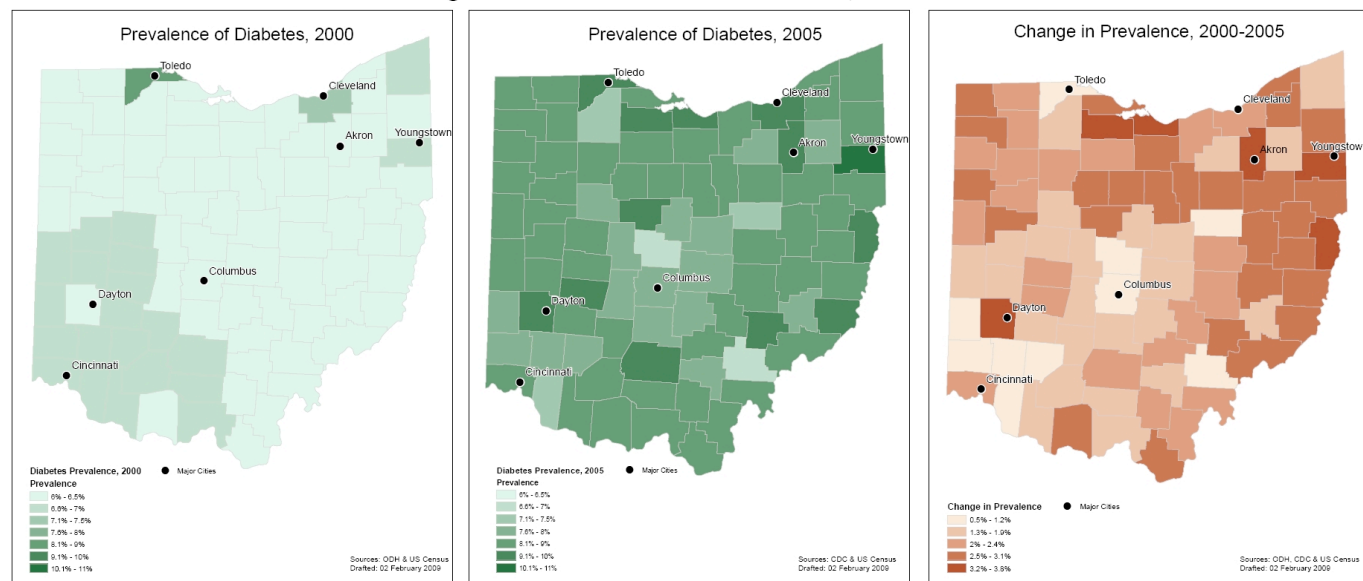 Prevalence of Diabetes, 2000
Toledo
Cleveland
Akron
Youngstown
Columbus
Dayton
Cincinnati
Diabetes Prevalence, 2000
Major Cities
Prevalence
6% - 6.5%
6.6% - 7%
7.1% - 7.5%
7.6% - 8%
8.1% - 9%
9.1% - 10%
10.1% - 11%
Sources: ODH & US Census
Drafted: 02 February 2009
Prevalence of Diabetes, 2005
Toledo
Cleveland
Akron
Youngstown
Columbus
Dayton
Cincinnati
Diabetes Prevalence, 2005
Major Cities
Prevalence
6% - 6.5%
6.6% - 7%
7.1% - 7.5%
7.6% - 8%
8.1% - 9%
9.1% - 10%
10.1% - 11%
Sources: CDC & US Census
Drafted: 02 February 2009
Change in Prevalence, 2000-2005
Toledo
Cleveland
Akron
Youngstown
Columbus
Dayton
Cincinnati
Change in Prevalence
Major Cities
0.5% - 1.2%
1.3% - 1.9%
2% - 2.4%
2.5% - 3.1%
3.2% - 3.8%
Sources: ODH, CDC & US Census
Drafted: 02 February 2009